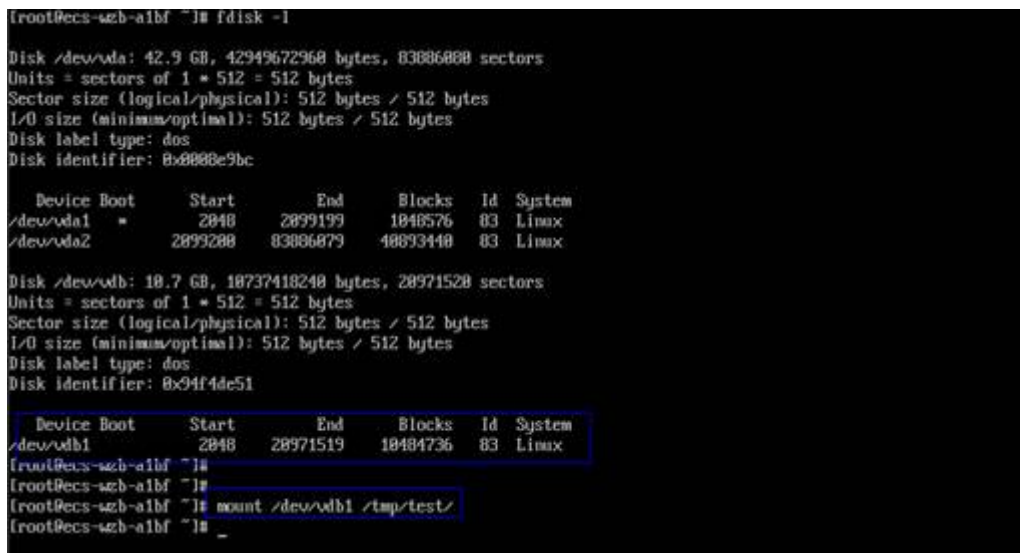 [root@ecs-web-a1bf ~]# fdisk -l
Disk /dev/vda: 42.9 GB, 42949672960 bytes, 83886080 sectors
Units = sectors of 1 * 512 = 512 bytes
Sector size (logical/physical): 512 bytes / 512 bytes
I/O size (minimum/optimal): 512 bytes / 512 bytes
Disk label type: dos
Disk identifier: 0x0008e9bc
Device Boot Start End Blocks Id System
/dev/vda1 * 2048 2099199 1048576 83 Linux
/dev/vda2 2099200 83886079 40893440 83 Linux
Disk /dev/vdb: 10.7 GB, 10737418240 bytes, 20971520 sectors
Units = sectors of 1 * 512 = 512 bytes
Sector size (logical/physical): 512 bytes / 512 bytes
I/O size (minimum/optimal): 512 bytes / 512 bytes
Disk label type: dos
Disk identifier: 0x94f4de51
Device Boot Start End Blocks Id System
/dev/vdb1 2048 20971519 10484736 83 Linux
[root@ecs-web-a1bf ~]#
[root@ecs-web-a1bf ~]#
[root@ecs-web-a1bf ~]# mount /dev/vdb1 /tmp/test/
[root@ecs-web-a1bf ~]# _